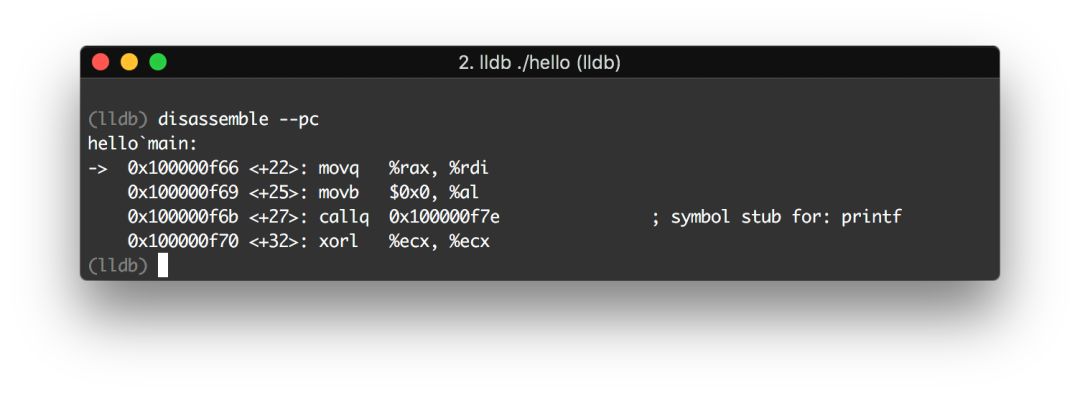 2. lldb ./hello (lldb)
(lldb) disassemble --pc
hello`main:
->  0x100000f66 <+22>: movq   %rax, %rdi
    0x100000f69 <+25>: movb   $0x0, %al
    0x100000f6b <+27>: callq  0x100000f7e               ; symbol stub for: printf
    0x100000f70 <+32>: xorl   %ecx, %ecx
(lldb)